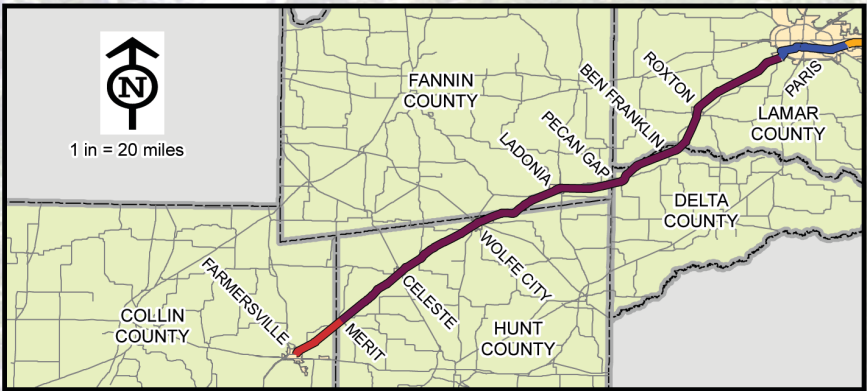 N
1 in = 20 miles
FANNIN
COUNTY
BEN FRANKLIN
ROXTON
PARIS
LAMAR
COUNTY
PECAN GAP
LADONIA
DELTA
COUNTY
WOLFE CITY
CELESTE
FARMERSVILLE
MERIT
COLLIN
COUNTY
HUNT
COUNTY